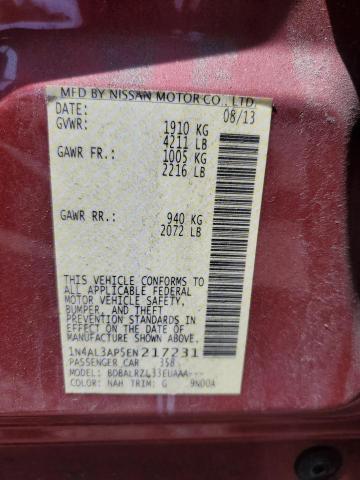 MFD BY NISSAN MOTOR CO., LTD.
DATE: 08/13
GVWR: 1910 KG
4211 LB
GAWR FR.: 1005 KG
2216 LB
GAWR RR.: 940 KG
2072 LB
THIS VEHICLE CONFORMS TO
ALL APPLICABLE FEDERAL
MOTOR VEHICLE SAFETY,
BUMPER, AND THEFT
PREVENTION STANDARDS
IN EFFECT ON THE DATE OF
MANUFACTURE SHOWN ABOVE.
1N4AL3AP5EN217231
PASSENGER CAR 358
MODEL: BDBALRZL33EUAAA
COLOR: NAH TRIM: G 9N00A